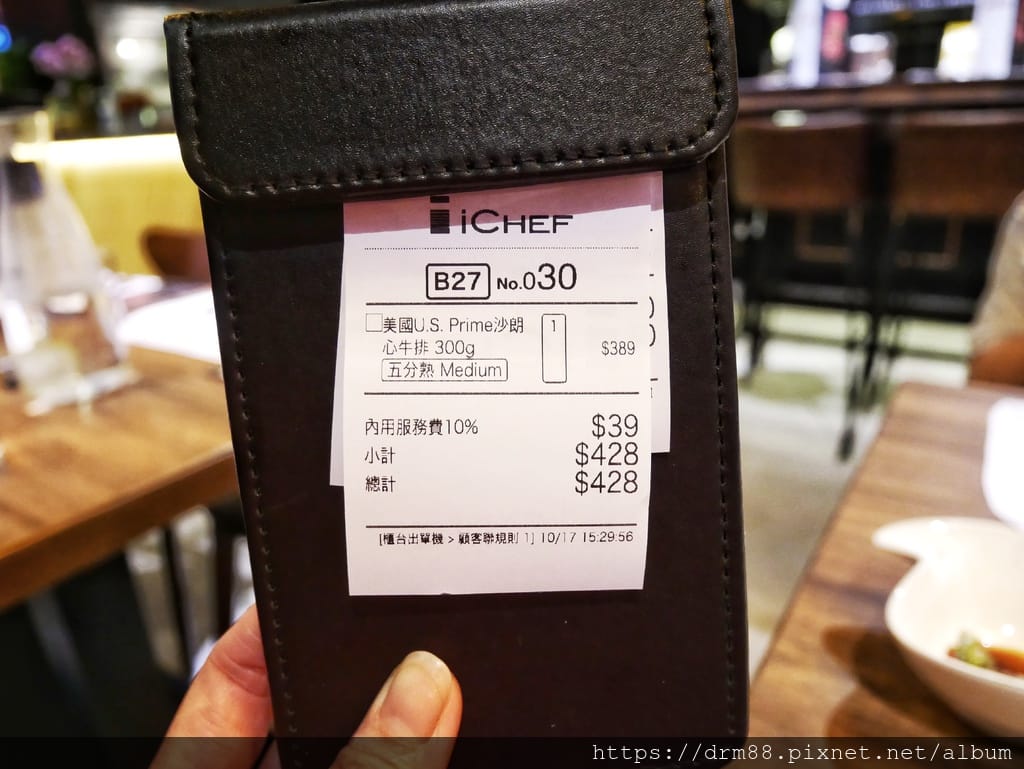 iCHEF
B27 No.030
美國U.S. Prime沙朗 1
心牛排 300g $389
五分熟 Medium
內用服務費10% $39
小計 $428
總計 $428
[櫃台出單機 > 顧客聯規則 1] 10/17 15:29:56
https://drm88.pixnet.net/album